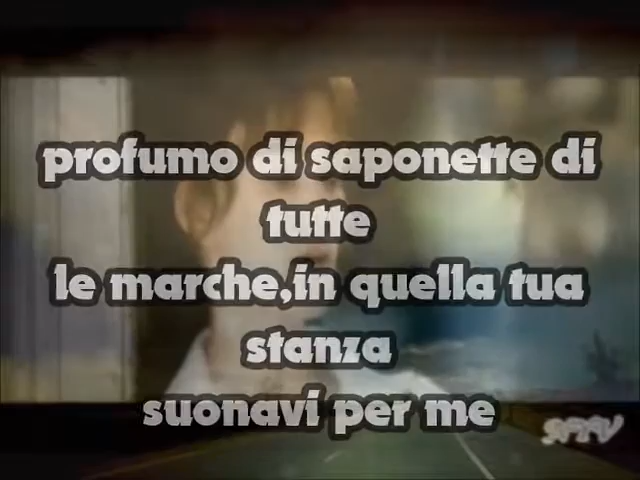 profumo di saponette di
tutte
le marche,in quella tua
stanza
suonavi per me